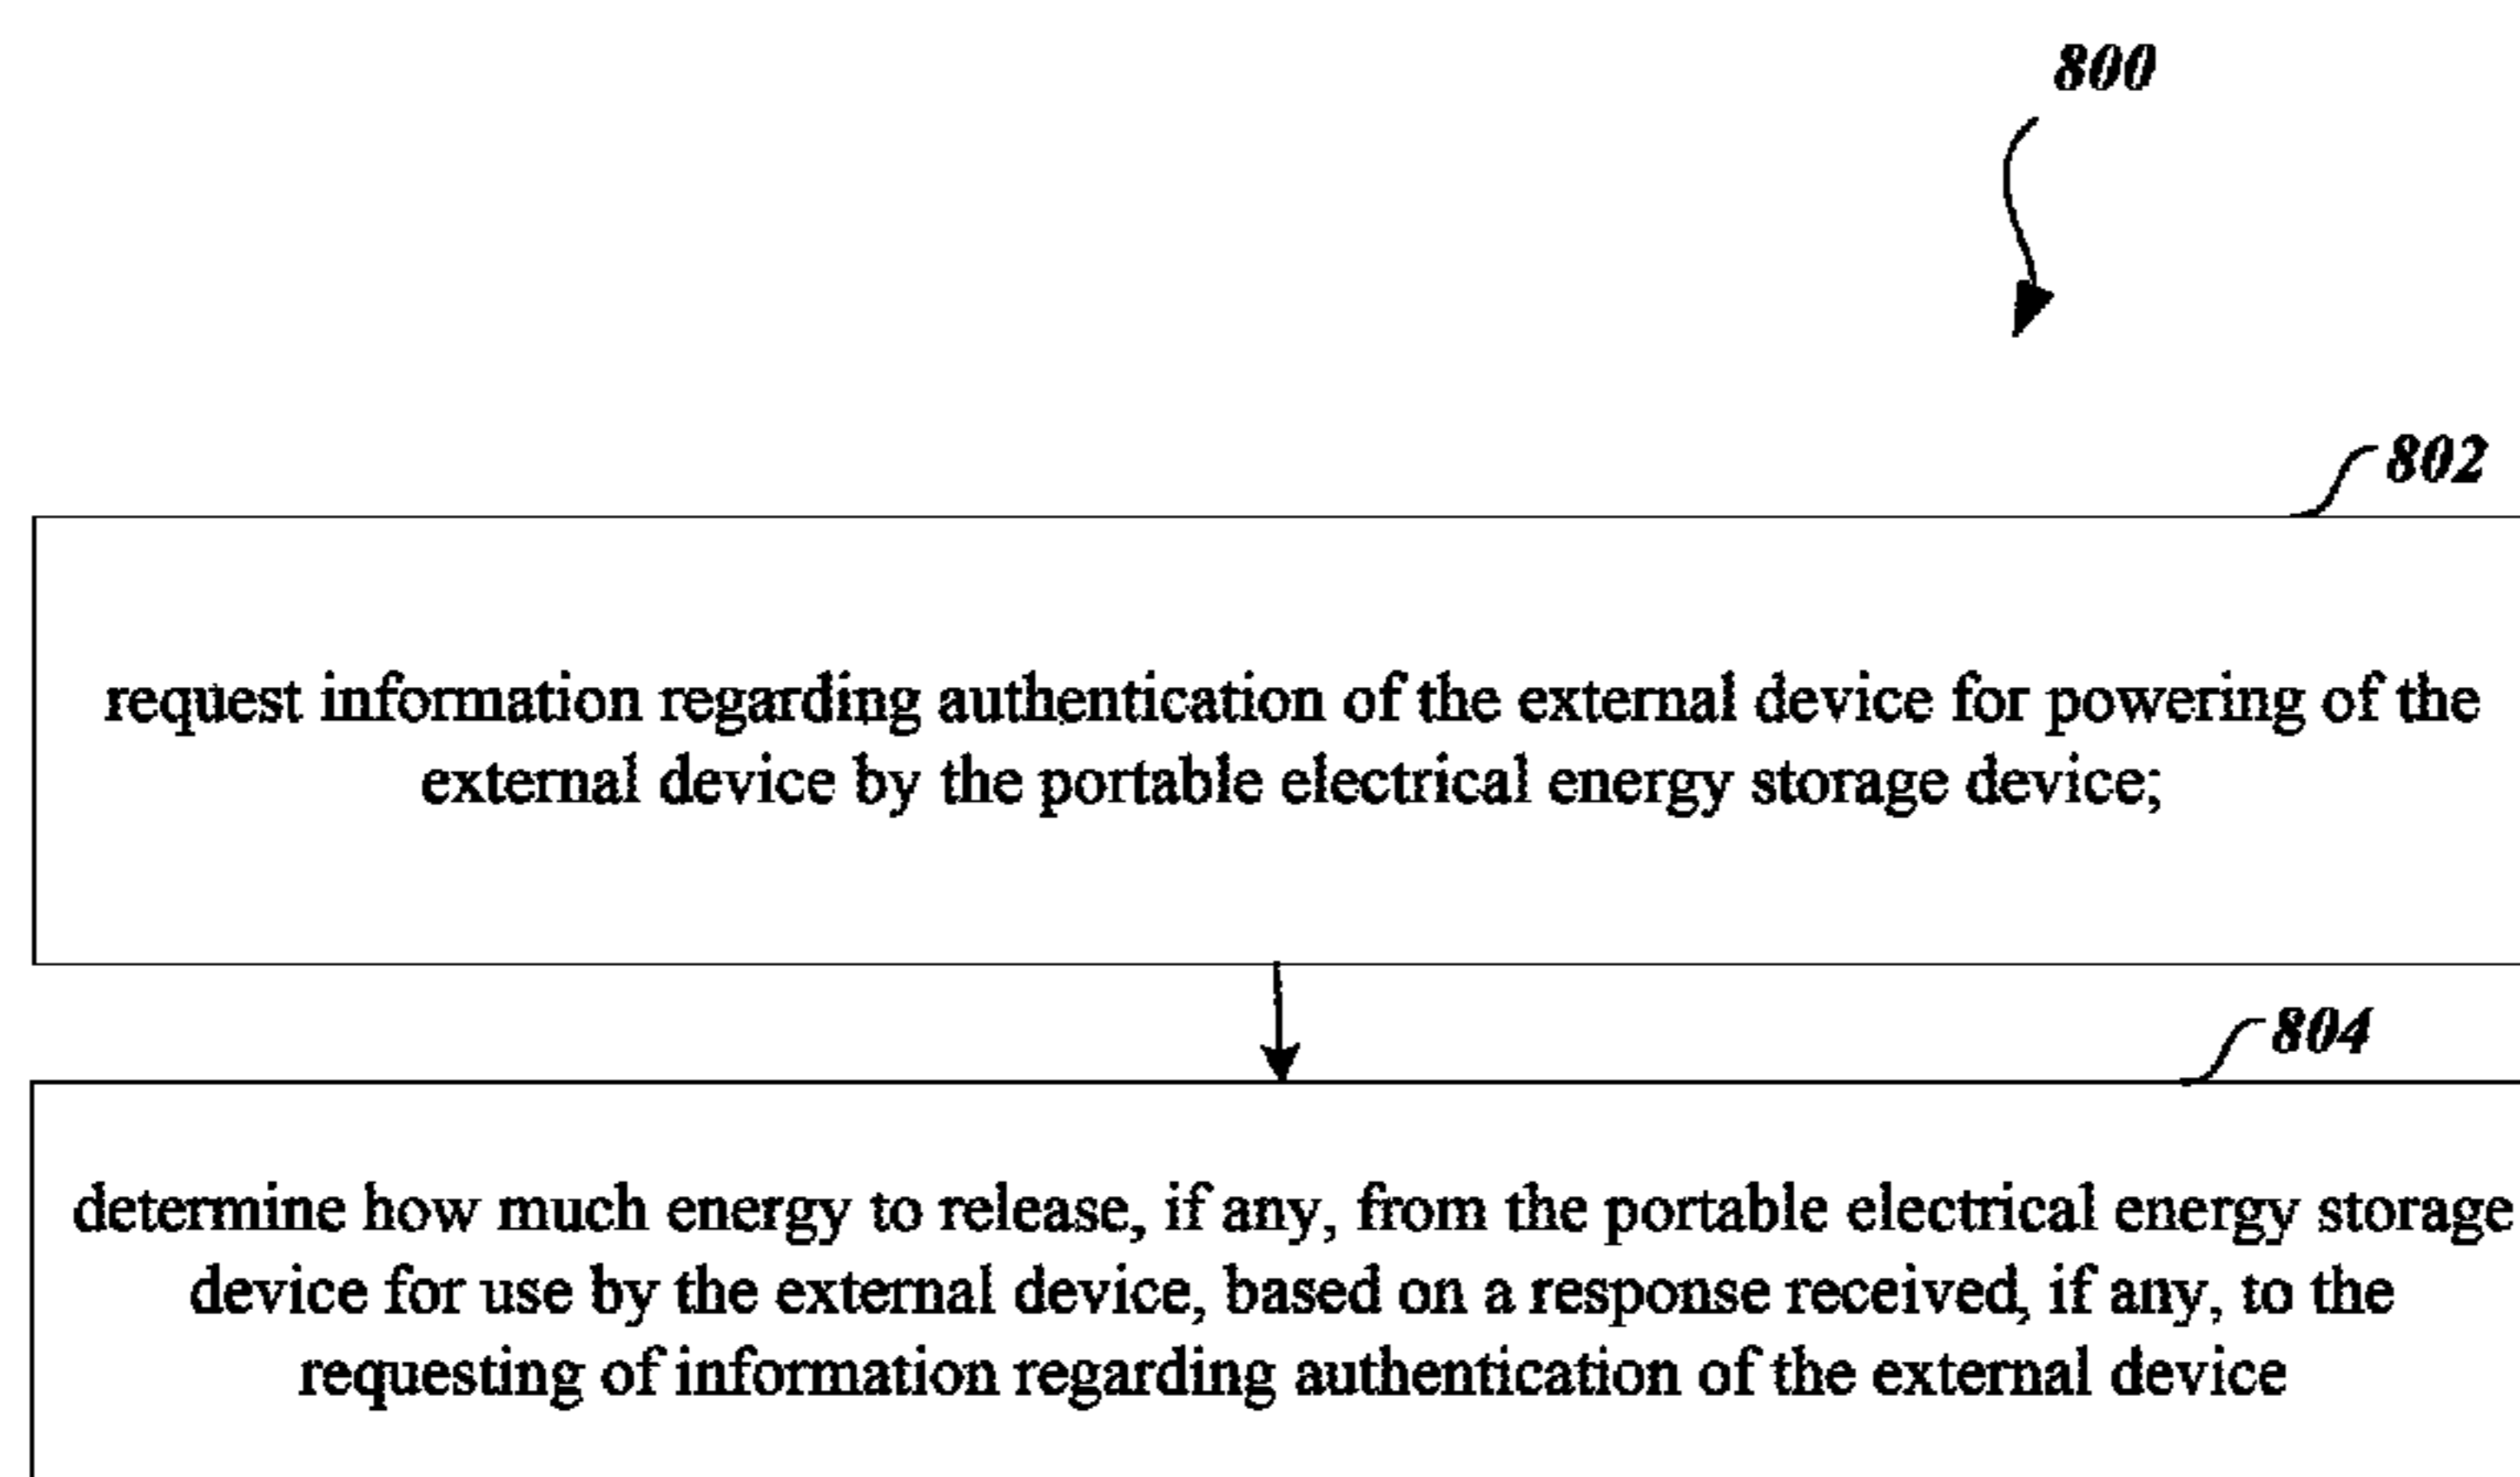 800
802
request information regarding authentication of the external device for powering of the
external device by the portable electrical energy storage device;
804
determine how much energy to release, if any, from the portable electrical energy storage
device for use by the external device, based on a response received, if any, to the
requesting of information regarding authentication of the external device